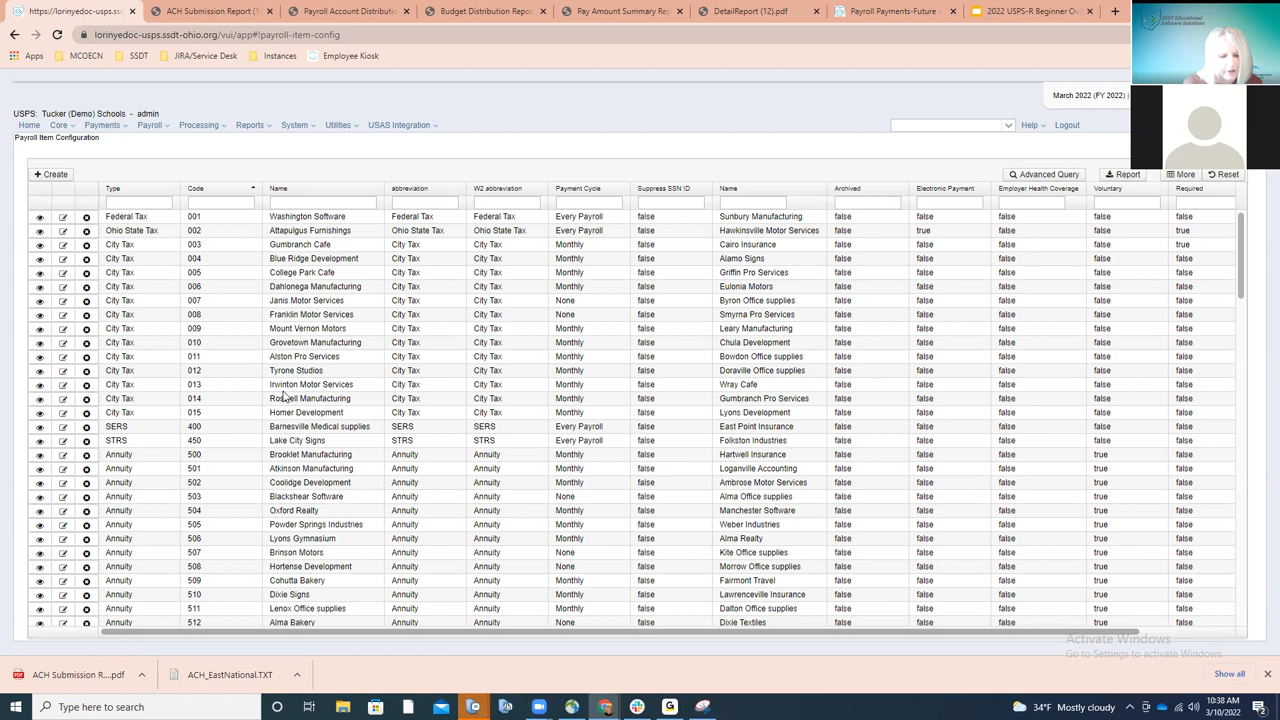 https://lorinyedoc-usps.ssdt-oh
ACH Submission Report (1
Payroll Account Distributi
Report
Pay Amount Summary Re
DetailReport (12).pdf
Payroll Payments-Future -
2022 USPS-R Beginner O
lorinyedoc-usps.ssdt-ohio
app#!payroll-item-config
Apps
MCOECN
SSDT
JIRA/Service Desk
Instances
Employee Kiosk
March 2022 (FY 2022) |
USPS: Tucker (Demo) Schools - admin
Home Core Payments Payroll Processing Reports System Utilities USAS Integration Help Logout
Payroll Item Configuration
Create Advanced Query Report More Reset
Type Code Name abbreviation W2 abbreviation Payment Cycle Suppress SSN ID Name Archived Electronic Payment Employer Health Coverage Voluntary Required
Federal Tax 001 Washington Software Federal Tax Federal Tax Every Payroll false Sunbury Manufacturing false false false false false
Ohio State Tax 002 Attapulgus Furnishings Ohio State Tax Ohio State Tax Every Payroll false Hawkinsville Motor Services false true false false true
City Tax 003 Gumbranch Cafe City Tax City Tax Monthly false Cairo Insurance false false false false true
City Tax 004 Blue Ridge Development City Tax City Tax Monthly false Alamo Signs false false false false false
City Tax 005 College Park Cafe City Tax City Tax Monthly false Griffin Pro Services false false false false false
City Tax 006 Dahlonega Manufacturing City Tax City Tax Monthly false Eulonia Motors false false false false false
City Tax 007 Janis Motor Services City Tax City Tax None false Byron Office supplies false false false false false
City Tax 008 Franklin Motor Services City Tax City Tax None false Smyrna Pro Services false false false false false
City Tax 009 Mount Vernon Motors City Tax City Tax Monthly false Leary Manufacturing false false false false false
City Tax 010 Grovetown Manufacturing City Tax City Tax Monthly false Chula Development false false false false false
City Tax 011 Alston Pro Services City Tax City Tax Monthly false Bowdon Office supplies false false false false false
City Tax 012 Tyrone Studios City Tax City Tax Monthly false Doraville Office supplies false false false false false
City Tax 013 Irwinton Motor Services City Tax City Tax Monthly false Wray Cafe false false false false false
City Tax 014 Roswell Manufacturing City Tax City Tax Monthly false Gumbranch Pro Services false false false false false
City Tax 015 Homer Development City Tax City Tax Monthly false Lyons Development false false false false false
SERS 400 Barnesville Medical supplies SERS SERS Every Payroll false East Point Insurance false false false false false
STRS 450 Lake City Signs STRS STRS Every Payroll false Folkston Industries false false false false false
Annuity 500 Brooklet Manufacturing Annuity Annuity Monthly false Hartwell Insurance false false false true false
Annuity 501 Atkinson Manufacturing Annuity Annuity Monthly false Loganville Accounting false false false true false
Annuity 502 Coolidge Development Annuity Annuity Monthly false Ambrose Motor Services false false false true false
Annuity 503 Blackshear Software Annuity Annuity None false Alma Office supplies false false false true false
Annuity 504 Oxford Realty Annuity Annuity Monthly false Manchester Software false false false true false
Annuity 505 Powder Springs Industries Annuity Annuity Monthly false Weber Industries false false false true false
Annuity 506 Lyons Gymnasium Annuity Annuity Monthly false Alma Realty false false false true false
Annuity 507 Brinson Motors Annuity Annuity None false Kite Office supplies false false false true false
Annuity 508 Hortense Development Annuity Annuity None false Morrow Office supplies false false false true false
Annuity 509 Cohutta Bakery Annuity Annuity Monthly false Fairmont Travel false false false true false
Annuity 510 Dixie Signs Annuity Annuity Monthly false Lawrenceville Insurance false false false true false
Annuity 511 Lenox Office supplies Annuity Annuity Monthly false Dalton Office supplies false false false true false
Annuity 512 Alma Bakery Annuity Annuity None false Dixie Textiles false false false true false
Activate Windows
Go to Settings to activate Windows.
ACH Submission R....pdf
ACH_EastNational.TXT
Show all
Type here to search
34°F Mostly cloudy
10:38 AM
3/10/2022
SSDT Educational
Software Solutions